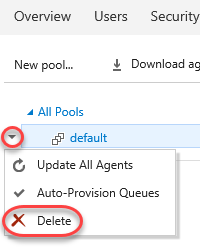 Overview Users Security
New pool... Download ag
All Pools
default
Update All Agents
Auto-Provision Queues
Delete